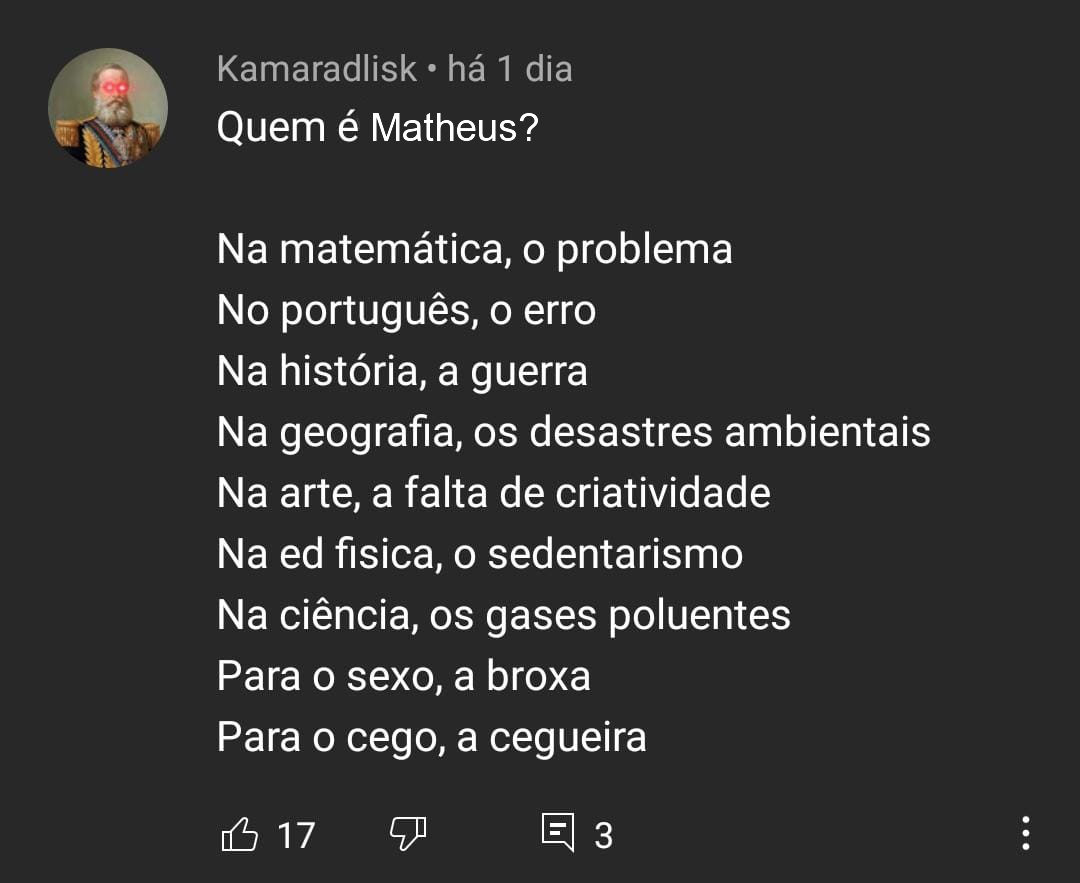 Kamaradlisk • há 1 dia
Quem é Matheus?
Na matemática, o problema
No português, o erro
Na história, a guerra
Na geografia, os desastres ambientais
Na arte, a falta de criatividade
Na ed fisica, o sedentarismo
Na ciência, os gases poluentes
Para o sexo, a broxa
Para o cego, a cegueira
17 3